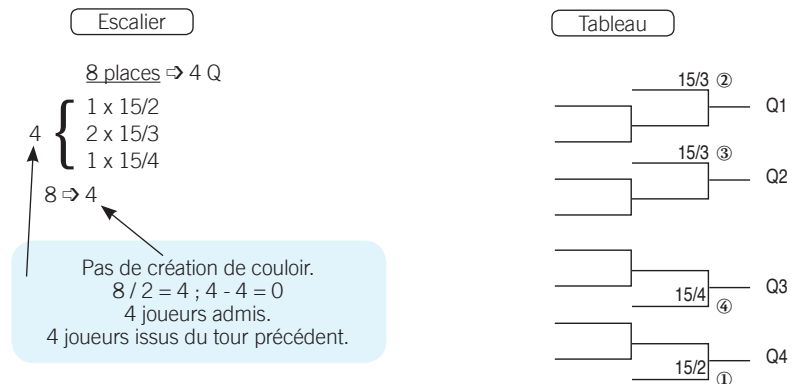 Escalier
8 places ➩ 4 Q
4 {
1 x 15/2
2 x 15/3
1 x 15/4
8 ➩ 4
Pas de création de couloir.
8 / 2 = 4 ; 4 - 4 = 0
4 joueurs admis.
4 joueurs issus du tour précédent.
Tableau
15/3 ②
Q1
15/3 ③
Q2
15/4 ④
Q3
15/2 ①
Q4